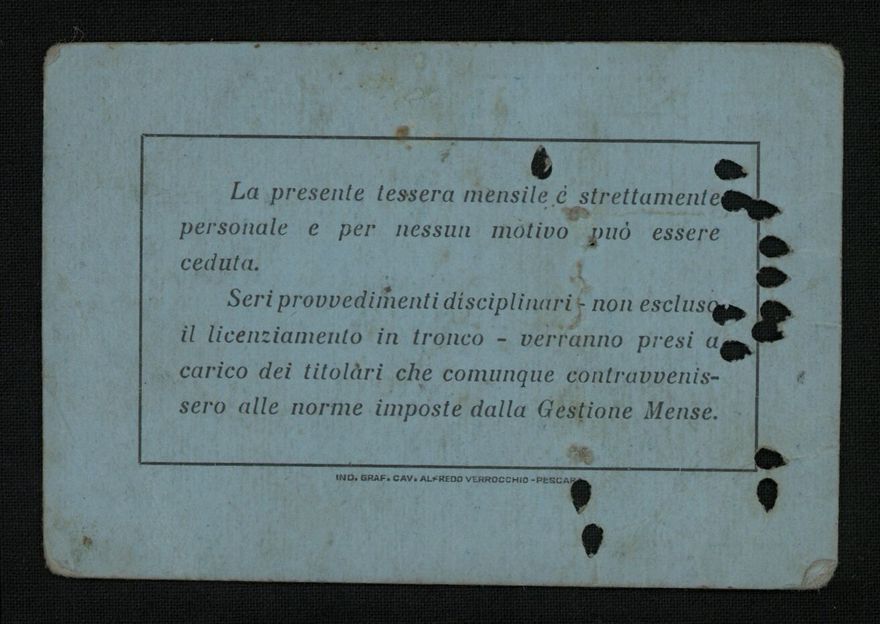 La presente tessera mensile è strettamente
personale e per nessun motivo può essere
ceduta.
Seri provvedimenti disciplinari - non escluso
il licenziamento in tronco - verranno presi a
carico dei titolari che comunque contravvenis-
sero alle norme imposte dalla Gestione Mense.
IND. GRAF. CAV. ALFREDO VERROCCHIO - PESCARA